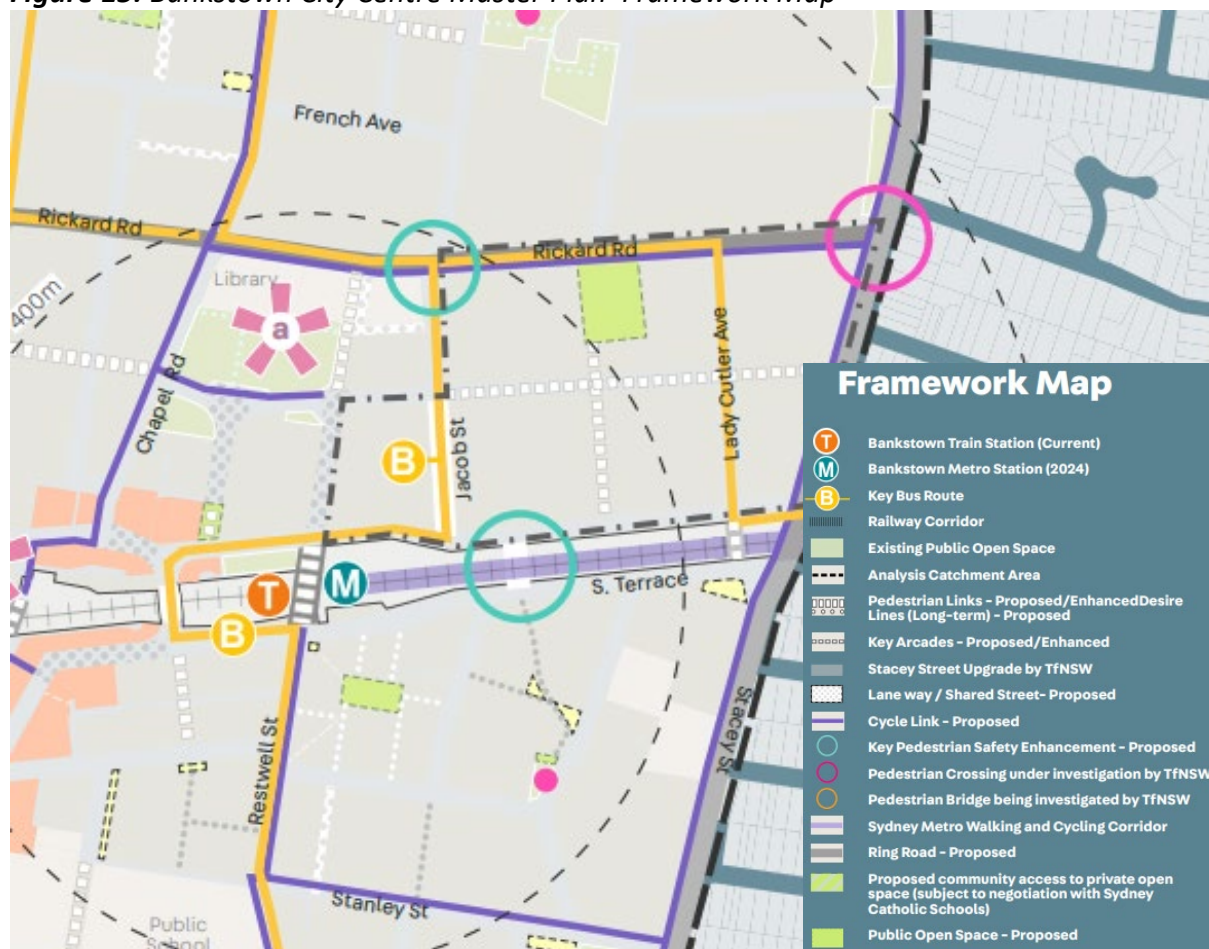 Figure 23: Bankstown City Centre Master Plan- Framework Map
French Ave
Rickard Rd
Rickard Rd
Library
a
400m
Chapel Rd
Jacob St
Lady Cutler Ave
B
T
M
S. Terrace
B
Restwell St
Stacey St
Stanley St
Public
School
Framework Map
T Bankstown Train Station (Current)
M Bankstown Metro Station (2024)
B Key Bus Route
Railway Corridor
Existing Public Open Space
Analysis Catchment Area
Pedestrian Links - Proposed/EnhancedDesire
Lines (Long-term) - Proposed
Key Arcades - Proposed/Enhanced
Stacey Street Upgrade by TfNSW
Lane way / Shared Street- Proposed
Cycle Link - Proposed
Key Pedestrian Safety Enhancement - Proposed
Pedestrian Crossing under investigation by TfNSW
Pedestrian Bridge being investigated by TfNSW
Sydney Metro Walking and Cycling Corridor
Ring Road - Proposed
Proposed community access to private open
space (subject to negotiation with Sydney
Catholic Schools)
Public Open Space - Proposed